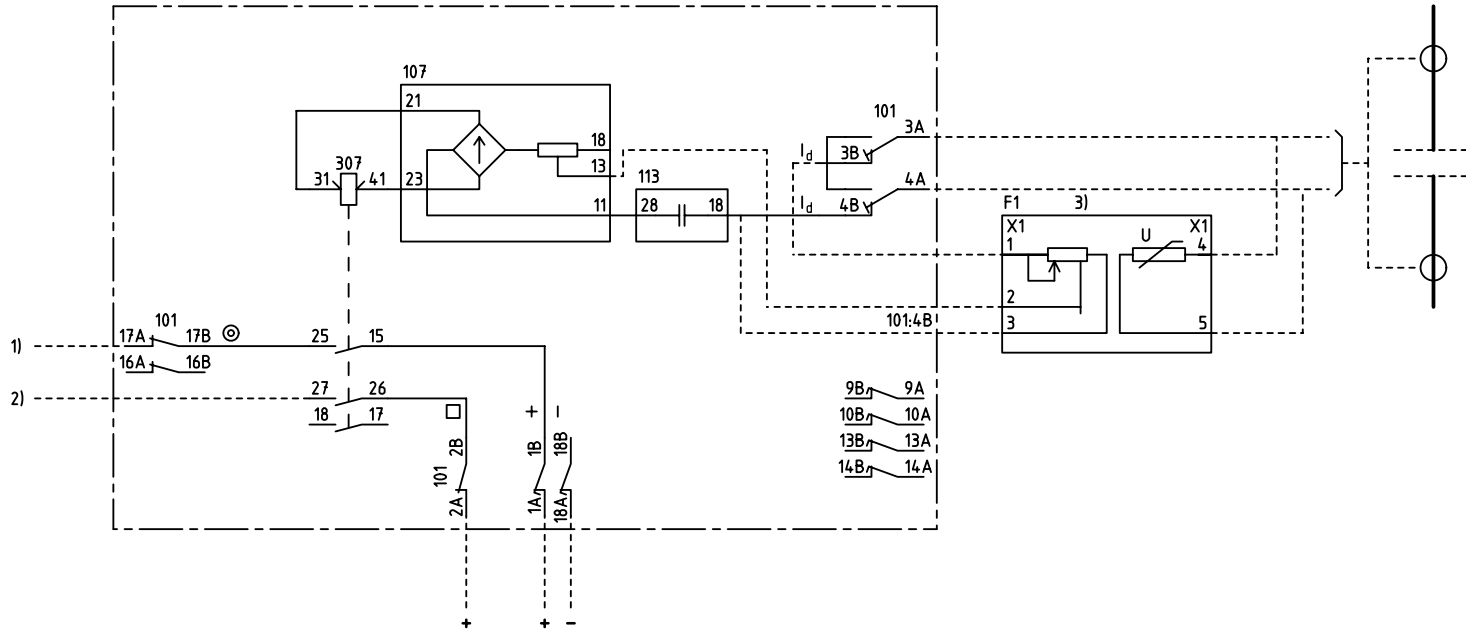 107
21
18
13
307
31 41 23
11
113
28 18
101
3A
I_d 3B
4A
I_d 4B
F1 3)
X1 X1
1 U 4
2
101:4B 3 5
101
1) 17A 17B 25 15
16A 16B
2) 27 26
18 17
+ −
2B 1B 18B
101
2A 1A 18A
9B 9A
10B 10A
13B 13A
14B 14A
+ + −